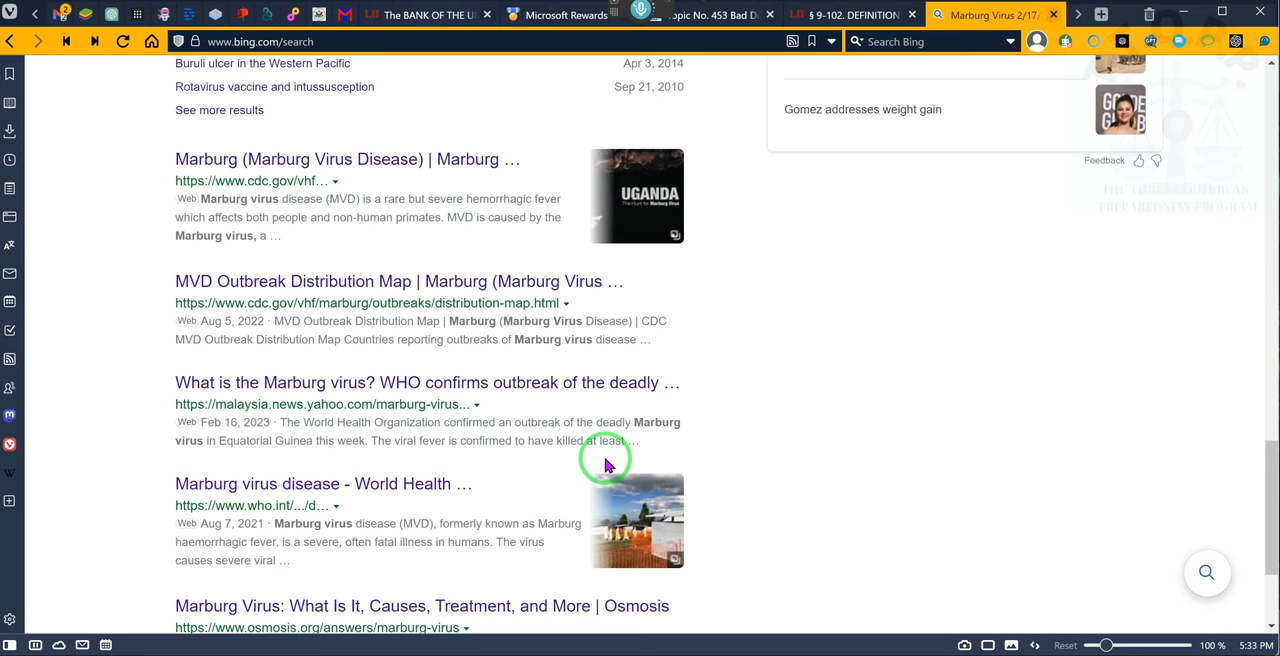 The BANK OF THE U
Microsoft Rewards
opic No. 453 Bad D
§ 9-102. DEFINITION
Marburg Virus 2/17/
www.bing.com/search
Search Bing
Buruli ulcer in the Western Pacific
Apr 3, 2014
Rotavirus vaccine and intussusception
Sep 21, 2010
See more results
Gomez addresses weight gain
GOLDE
GLOB
Feedback
THE THREAT OUTBREAK
PREPAREDNESS PROGRAM
Marburg (Marburg Virus Disease) | Marburg …
https://www.cdc.gov/vhf…
Web Marburg virus disease (MVD) is a rare but severe hemorrhagic fever
which affects both people and non-human primates. MVD is caused by the
Marburg virus, a …
UGANDA
MVD Outbreak Distribution Map | Marburg (Marburg Virus …
https://www.cdc.gov/vhf/marburg/outbreaks/distribution-map.html
Web Aug 5, 2022 · MVD Outbreak Distribution Map | Marburg (Marburg Virus Disease) | CDC
MVD Outbreak Distribution Map Countries reporting outbreaks of Marburg virus disease …
What is the Marburg virus? WHO confirms outbreak of the deadly …
https://malaysia.news.yahoo.com/marburg-virus...
Web Feb 16, 2023 · The World Health Organization confirmed an outbreak of the deadly Marburg
virus in Equatorial Guinea this week. The viral fever is confirmed to have killed at least …
Marburg virus disease - World Health …
https://www.who.int/.../d…
Web Aug 7, 2021 · Marburg virus disease (MVD), formerly known as Marburg
haemorrhagic fever, is a severe, often fatal illness in humans. The virus
causes severe viral …
Marburg Virus: What Is It, Causes, Treatment, and More | Osmosis
https://www.osmosis.org/answers/marburg-virus
Reset
100 %
5:33 PM